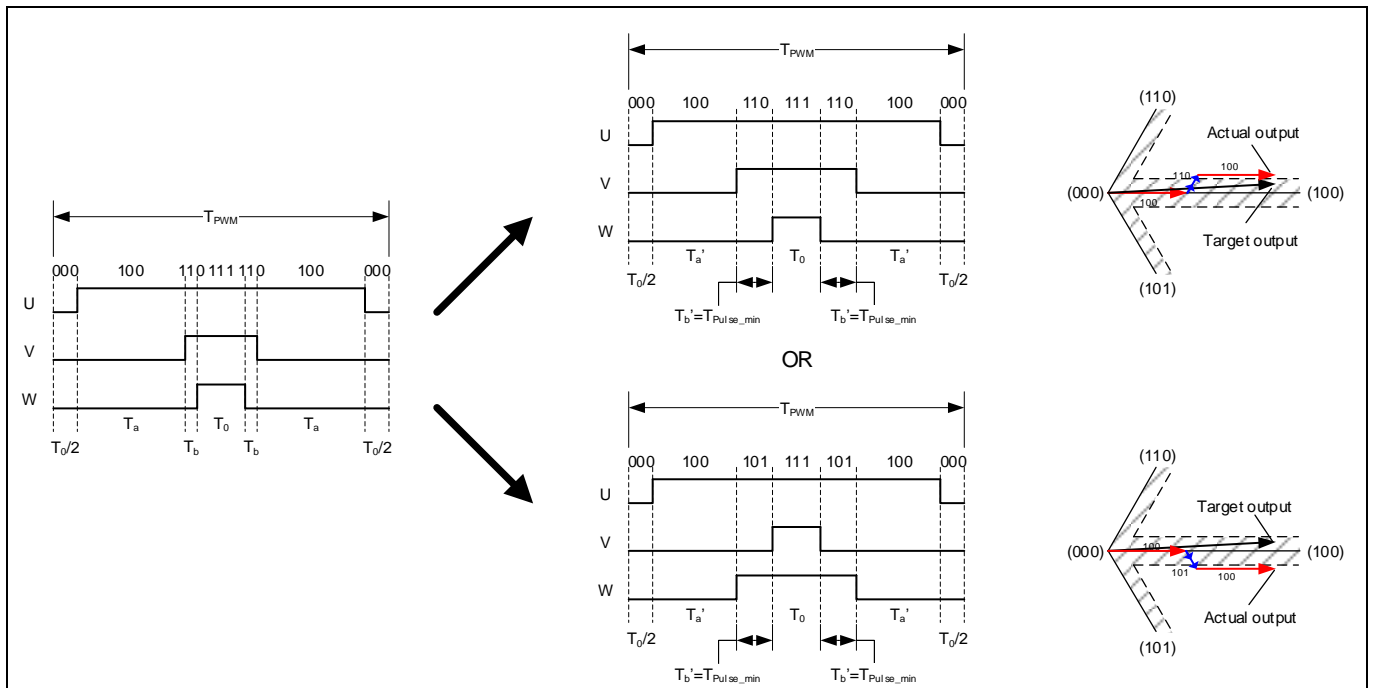 T_PWM
000 100 110 111 110 100 000
U
V
W
T_a T_b T_0 T_b T_a
T_0/2 T_0/2
T_PWM
000 100 110 111 110 100 000
U
V
W
T_a' T_0 T_a'
T_0/2 T_0/2
T_b'=T_Pulse_min T_b'=T_Pulse_min
(110)
Actual output
100
110
(000) (100)
100
Target output
(101)
OR
T_PWM
000 100 101 111 101 100 000
U
V
W
T_a' T_0 T_a'
T_0/2 T_0/2
T_b'=T_Pulse_min T_b'=T_Pulse_min
(110)
Target output
100
(000) (100)
101 100
Actual output
(101)